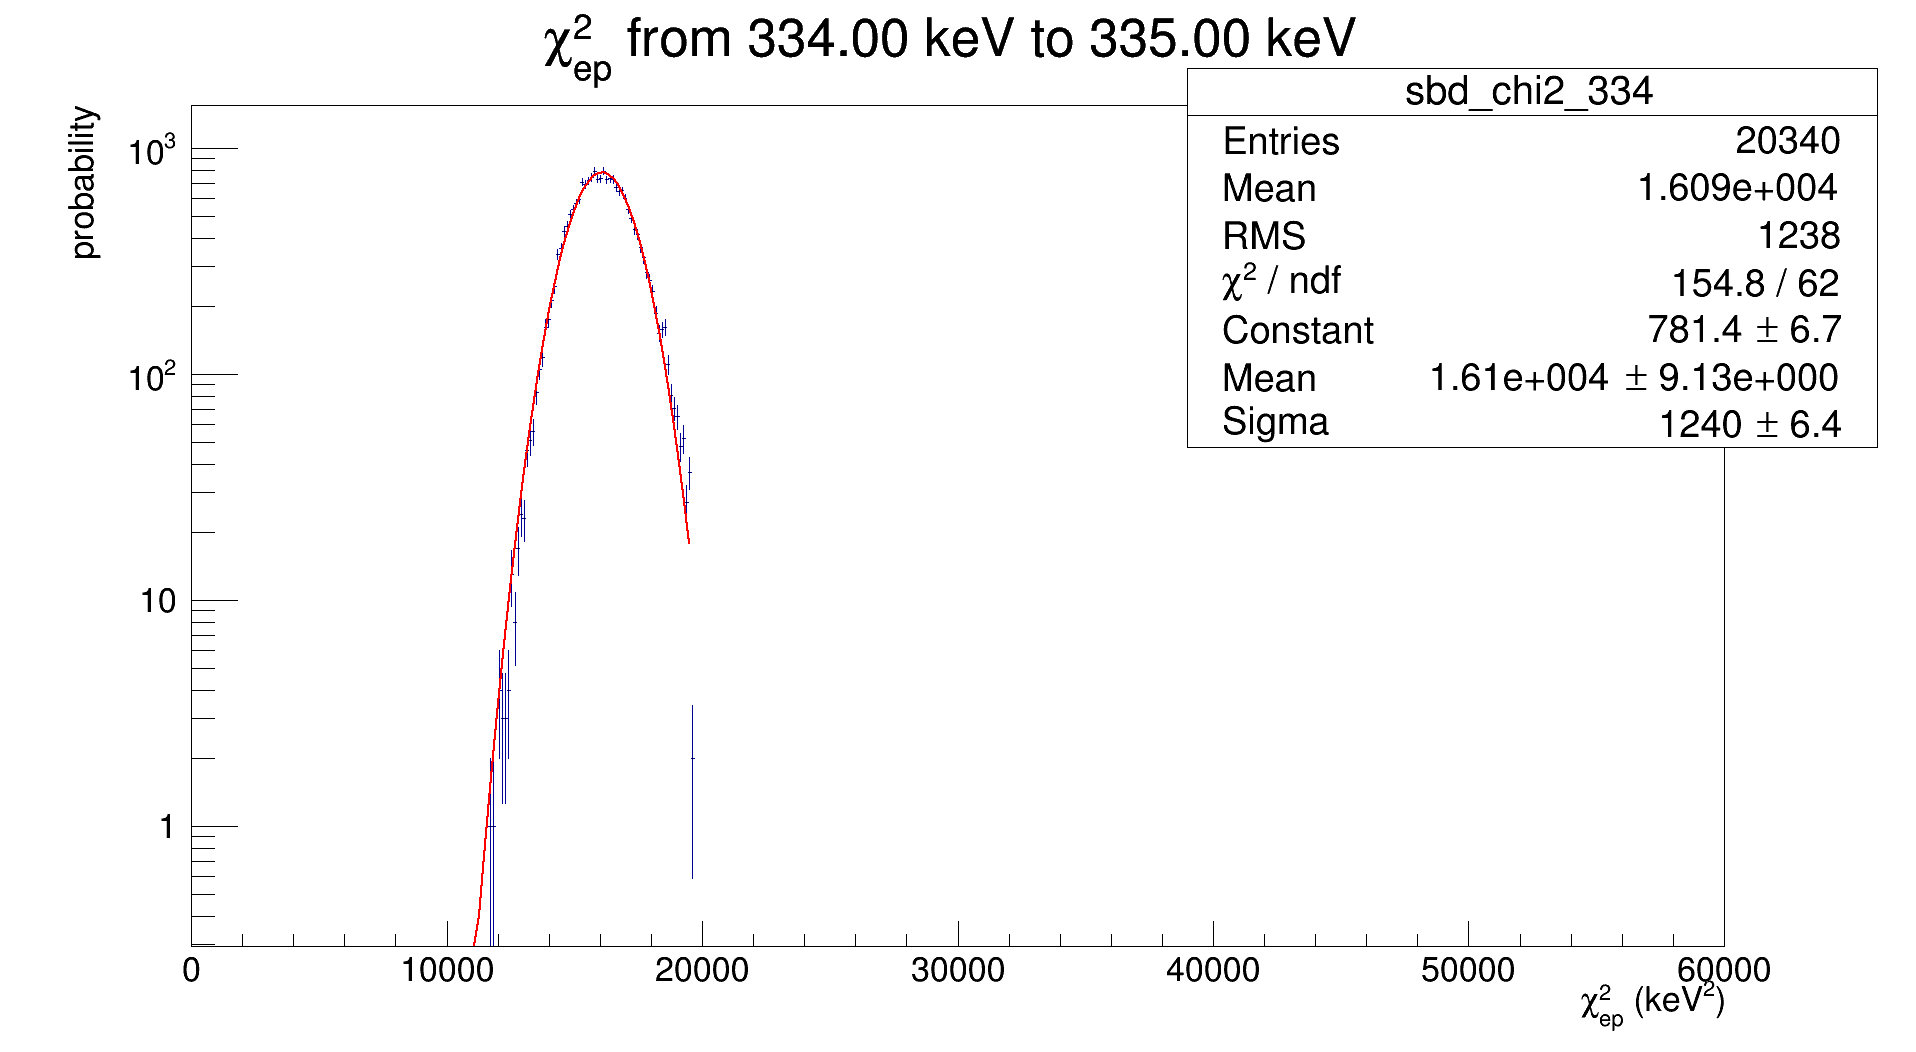 χ²ep from 334.00 keV to 335.00 keV
probability
sbd_chi2_334
Entries 20340
Mean 1.609e+004
RMS 1238
χ² / ndf 154.8 / 62
Constant 781.4 ± 6.7
Mean 1.61e+004 ± 9.13e+000
Sigma 1240 ± 6.4
10³
10²
10
1
0 10000 20000 30000 40000 50000 60000
χ²ep (keV²)